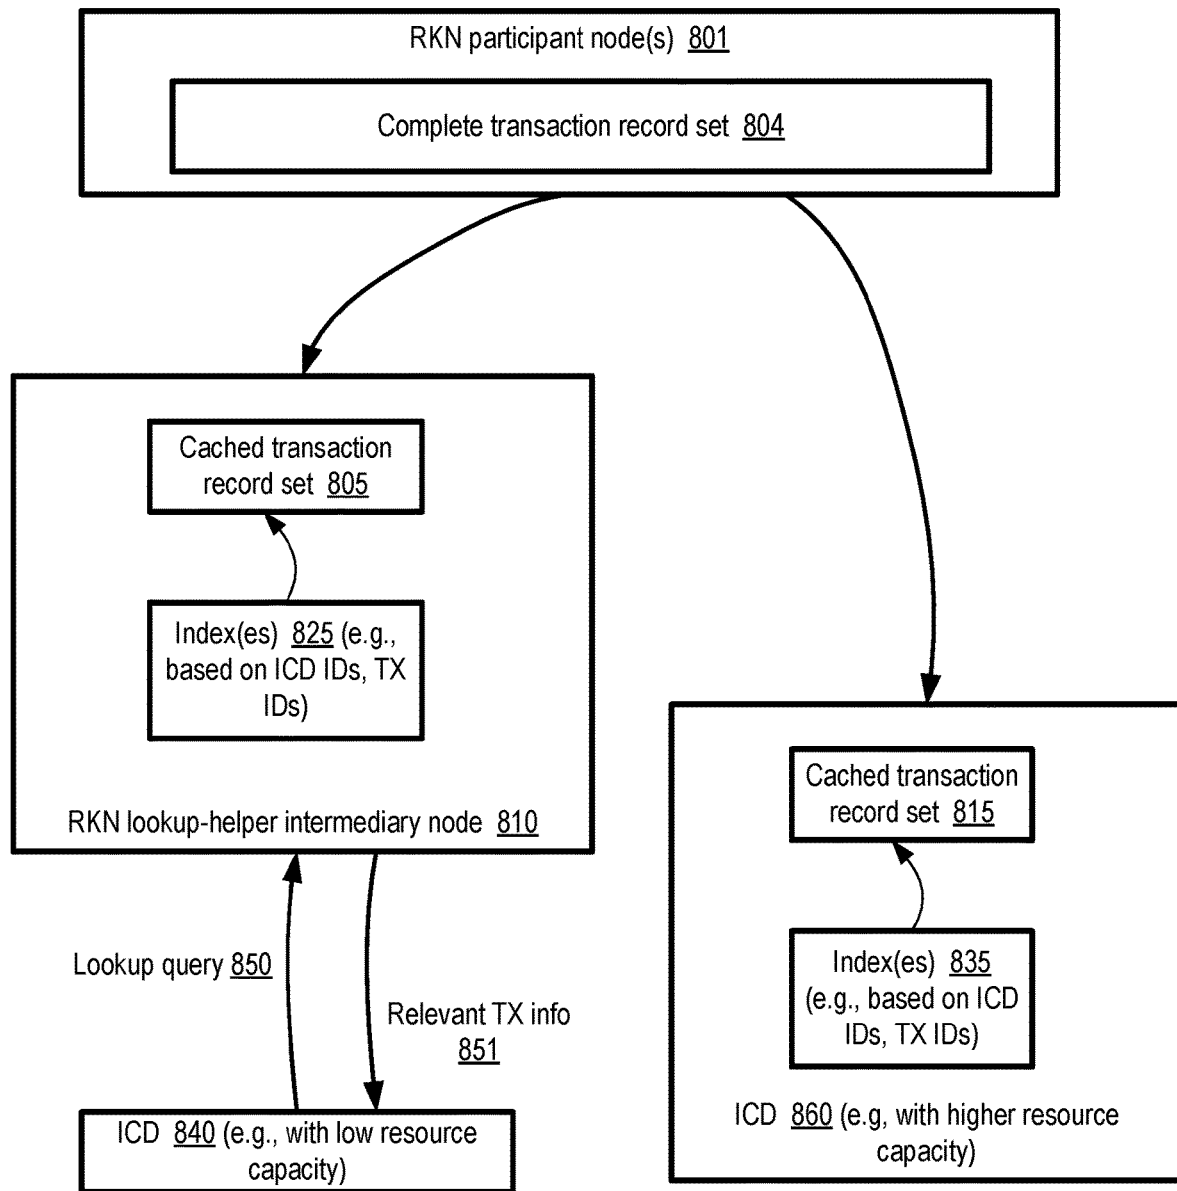 RKN participant node(s) 801
Complete transaction record set 804
Cached transaction
record set 805
Index(es) 825 (e.g.,
based on ICD IDs, TX
IDs)
RKN lookup-helper intermediary node 810
Cached transaction
record set 815
Index(es) 835
(e.g., based on ICD
IDs, TX IDs)
ICD 860 (e.g, with higher resource
capacity)
Lookup query 850
Relevant TX info
851
ICD 840 (e.g., with low resource
capacity)